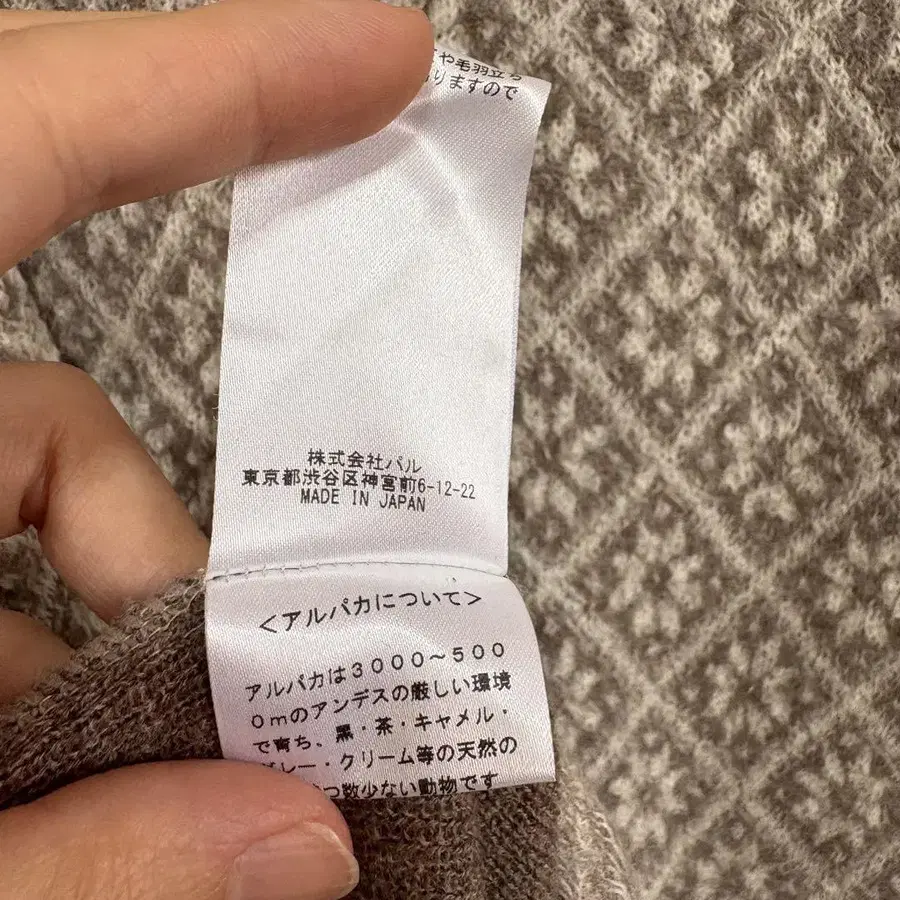 や毛羽立ち
りますので
株式会社パル
東京都渋谷区神宮前6-12-22
MADE IN JAPAN
<アルパカについて>
アルパカは3000～500
0mのアンデスの厳しい環境
で育ち、黒・茶・キャメル・
グレー・クリーム等の天然の
つ数少ない動物です